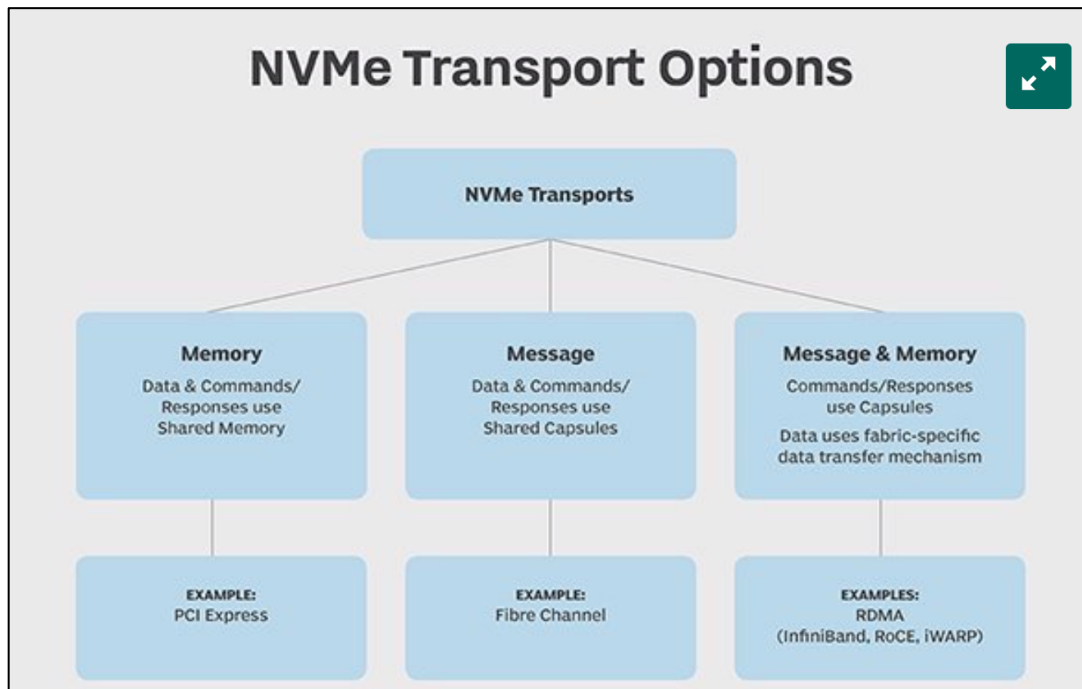 NVMe Transport Options
NVMe Transports
Memory
Data & Commands/
Responses use
Shared Memory
Message
Data & Commands/
Responses use
Shared Capsules
Message & Memory
Commands/Responses
use Capsules
Data uses fabric-specific
data transfer mechanism
EXAMPLE:
PCI Express
EXAMPLE:
Fibre Channel
EXAMPLES:
RDMA
(InfiniBand, RoCE, iWARP)